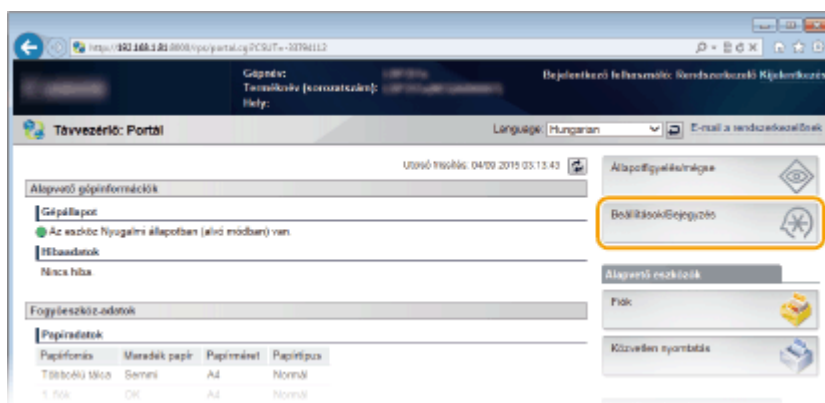 Gépnév:
Terméknév (sorozatszám):
Hely:
Bejelentkező felhasználó: Rendszerkezelő Kijelentkezés
Távvezérlő: Portál
Language: Hungarian
E-mail a rendszerkezelőnek
Utolsó frissítés: 04/09 2015 03:13:43
Alapvető gépinformációk
Gépállapot
Az eszköz Nyugalmi állapotban (alvó módban) van.
Hibaadatok
Nincs hiba.
Fogyóeszköz-adatok
Papíradatok
Papírforrás Maradék papír Papírméret Papírtípus
Többcélú tálca Semmi A4 Normál
1. fiók OK A4 Normál
Állapotfigyelés/mégse
Beállítások/Bejegyzés
Alapvető eszközök
Fiók
Közvetlen nyomtatás